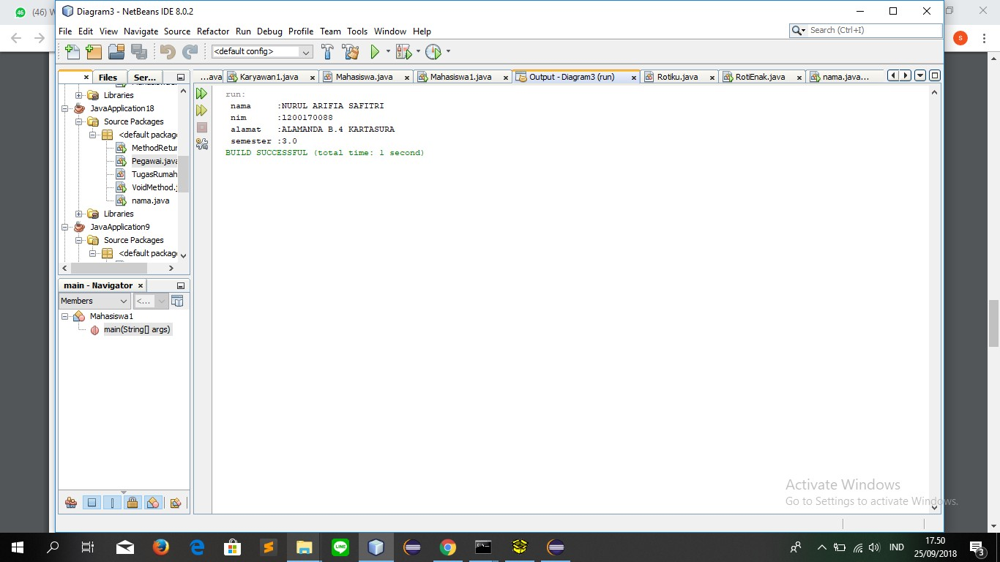 46 (46) W
Diagram3 - NetBeans IDE 8.0.2
File Edit View Navigate Source Refactor Run Debug Profile Team Tools Window Help
Search (Ctrl+I)
S
<default config>
Files Ser...
...ava Karyawan1.java Mahasiswa.java Mahasiswa1.java Output - Diagram3 (run) Rotiku.java RotiEnak.java nama.java...
Libraries
JavaApplication18
Source Packages
<default packag
MethodRetur
Pegawai.java
TugasRumah
VoidMethod.j
nama.java
Libraries
JavaApplication9
Source Packages
<default packag
run:
nama :NURUL ARIFIA SAFITRI
nim :l200170088
alamat :ALAMANDA B.4 KARTASURA
semester :3.0
BUILD SUCCESSFUL (total time: 1 second)
main - Navigator
Members <...
Mahasiswa1
main(String[] args)
Activate Windows
Go to Settings to activate Windows.
LINE
IND
17.50
25/09/2018
3